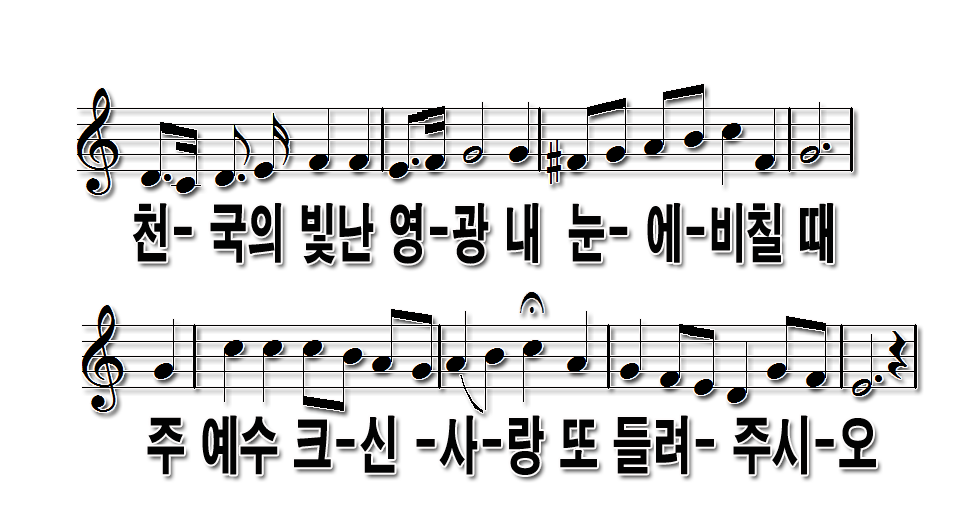 천- 국의 빛난 영-광 내 눈- 에-비칠 때
주 예수 크-신 -사-랑 또 들려- 주시-오